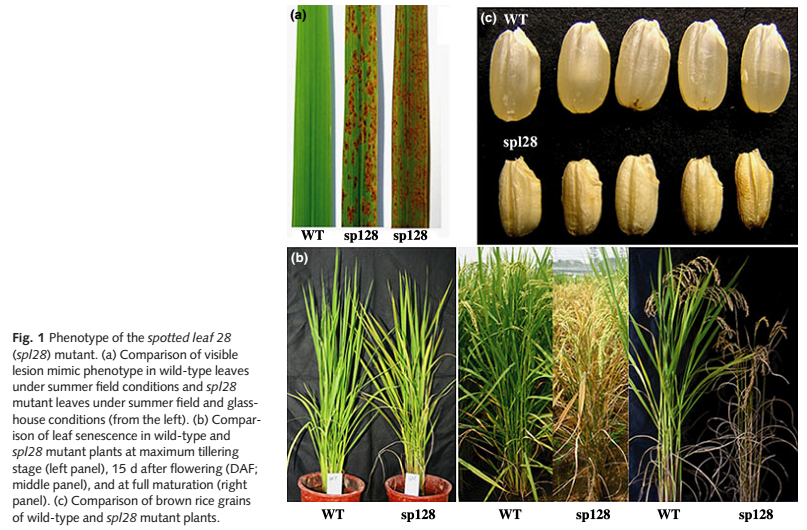 (a)
WT sp128 sp128
(c) WT
spl28
(b)
WT sp128 WT sp128 WT sp128
Fig. 1 Phenotype of the spotted leaf 28
(spl28) mutant. (a) Comparison of visible
lesion mimic phenotype in wild-type leaves
under summer field conditions and spl28
mutant leaves under summer field and glass-
house conditions (from the left). (b) Compar-
ison of leaf senescence in wild-type and
spl28 mutant plants at maximum tillering
stage (left panel), 15 d after flowering (DAF;
middle panel), and at full maturation (right
panel). (c) Comparison of brown rice grains
of wild-type and spl28 mutant plants.